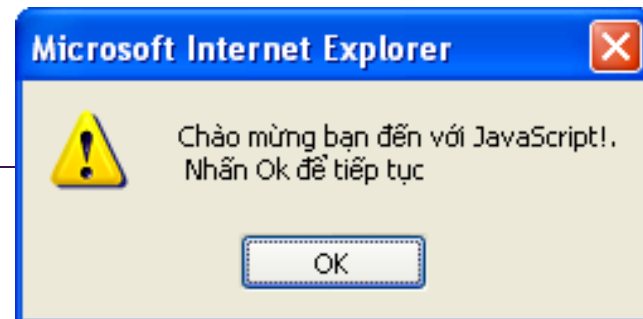 Microsoft Internet Explorer
Chào mừng bạn đến với JavaScript!.
Nhấn Ok để tiếp tục
OK